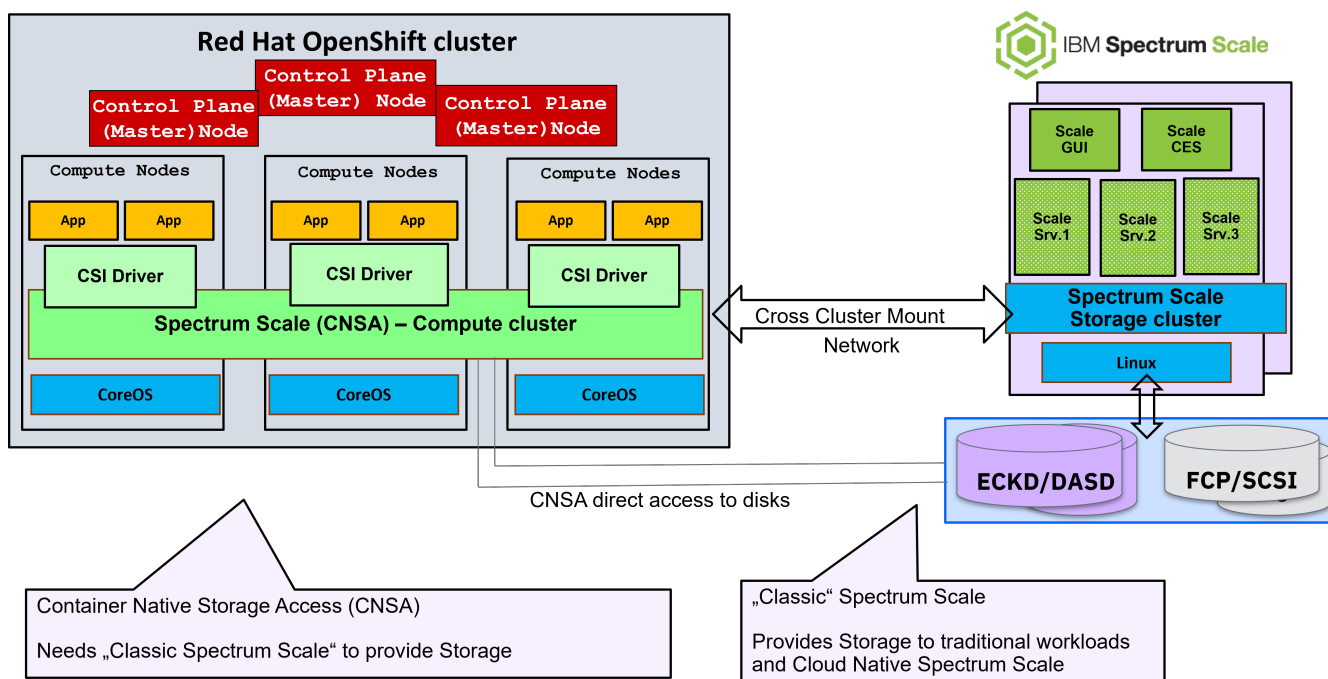 Red Hat OpenShift cluster
Control Plane
(Master) Node
Control Plane
(Master)Node
Control Plane
(Master)Node
Compute Nodes
Compute Nodes
Compute Nodes
App
App
App
App
App
App
CSI Driver
CSI Driver
CSI Driver
Spectrum Scale (CNSA) – Compute cluster
CoreOS
CoreOS
CoreOS
IBM Spectrum Scale
Scale
GUI
Scale
CES
Scale
Srv.1
Scale
Srv.2
Scale
Srv.3
Spectrum Scale
Storage cluster
Linux
Cross Cluster Mount
Network
ECKD/DASD
FCP/SCSI
CNSA direct access to disks
Container Native Storage Access (CNSA)
Needs „Classic Spectrum Scale“ to provide Storage
„Classic“ Spectrum Scale
Provides Storage to traditional workloads
and Cloud Native Spectrum Scale